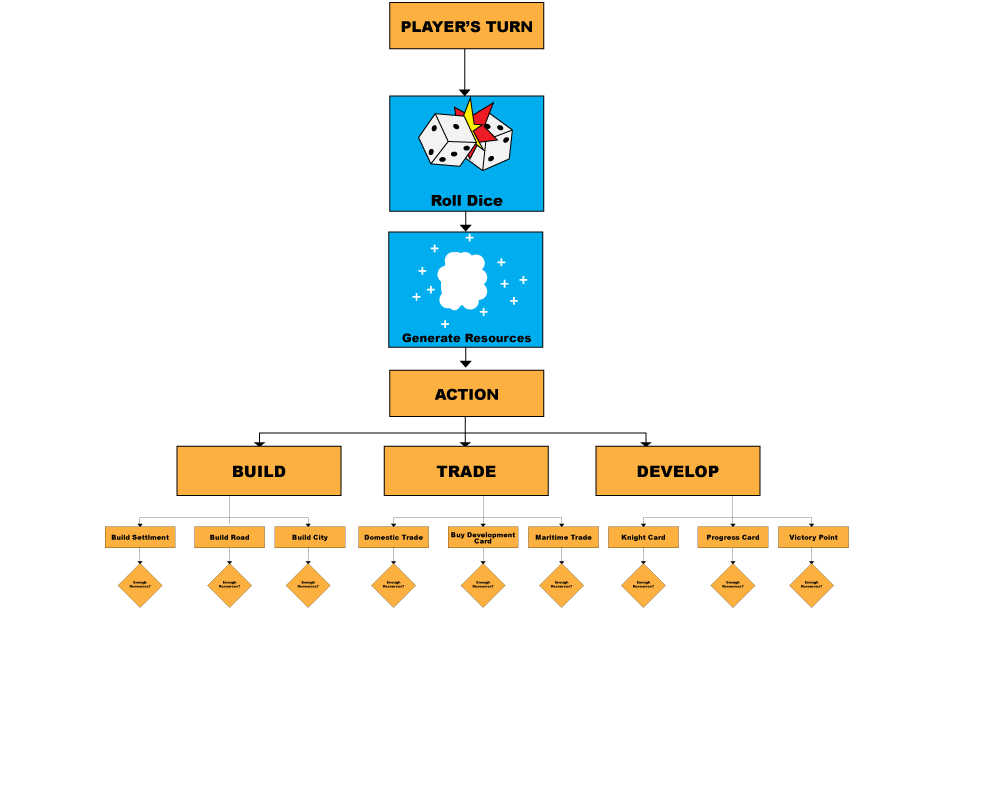 PLAYER'S TURN
Roll Dice
Generate Resources
ACTION
BUILD
TRADE
DEVELOP
Build Settlment
Build Road
Build City
Domestic Trade
Buy Development
Card
Maritime Trade
Knight Card
Progress Card
Victory Point
Enough
Resources?
Enough
Resources?
Enough
Resources?
Enough
Resources?
Enough
Resources?
Enough
Resources?
Enough
Resources?
Enough
Resources?
Enough
Resources?